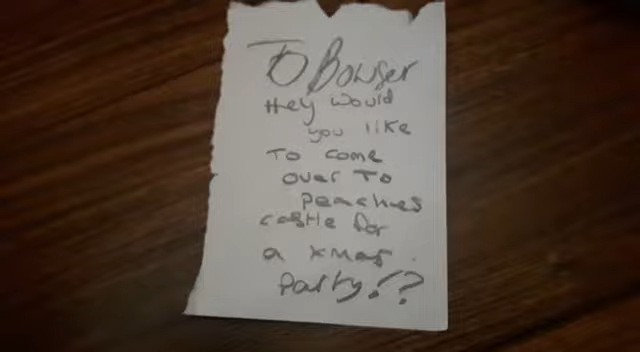 To Bowser
Hey would
you like
To come
over To
peaches
castle for
a xmas
party!?